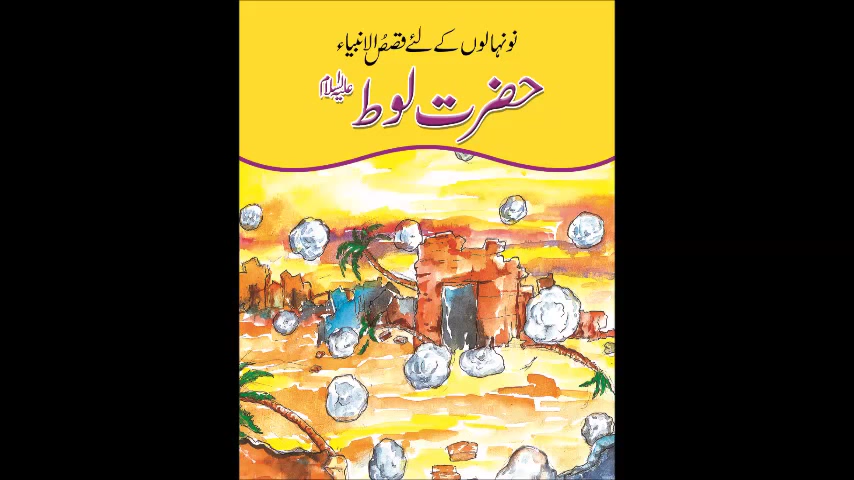 نونہالوں کے لئے قصصُ الانبیاء
حضرت لوط علیہ السلام